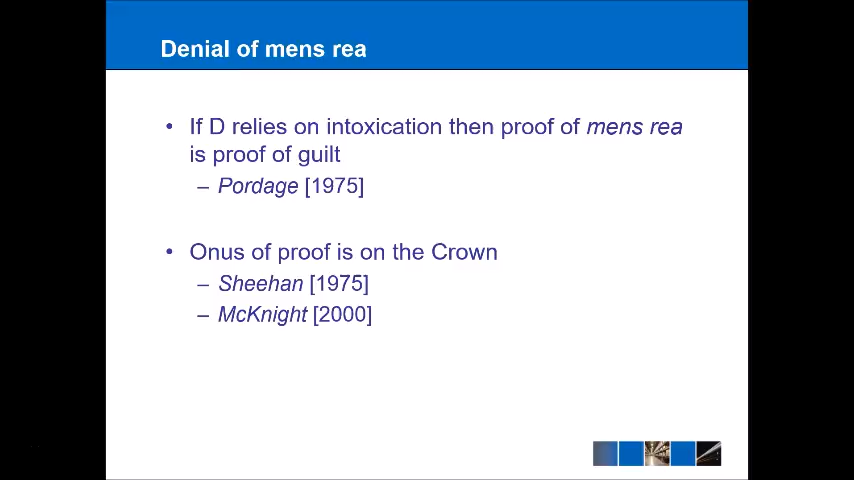 Denial of mens rea
• If D relies on intoxication then proof of mens rea
is proof of guilt
– Pordage [1975]
• Onus of proof is on the Crown
– Sheehan [1975]
– McKnight [2000]